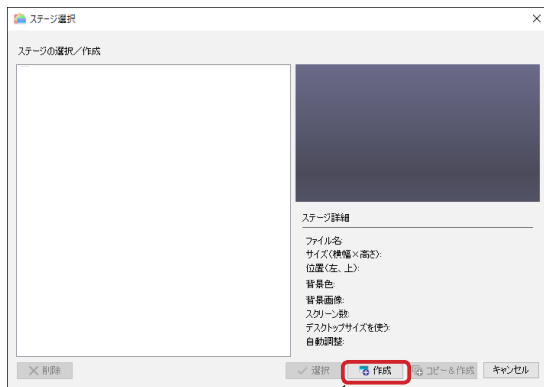 ステージ選択
ステージの選択／作成
ステージ詳細
ファイル名:
サイズ(横幅×高さ):
位置(左、上):
背景色:
背景画像:
スクリーン数:
デスクトップサイズを使う:
自動調整:
削除
選択
作成
コピー&作成
キャンセル